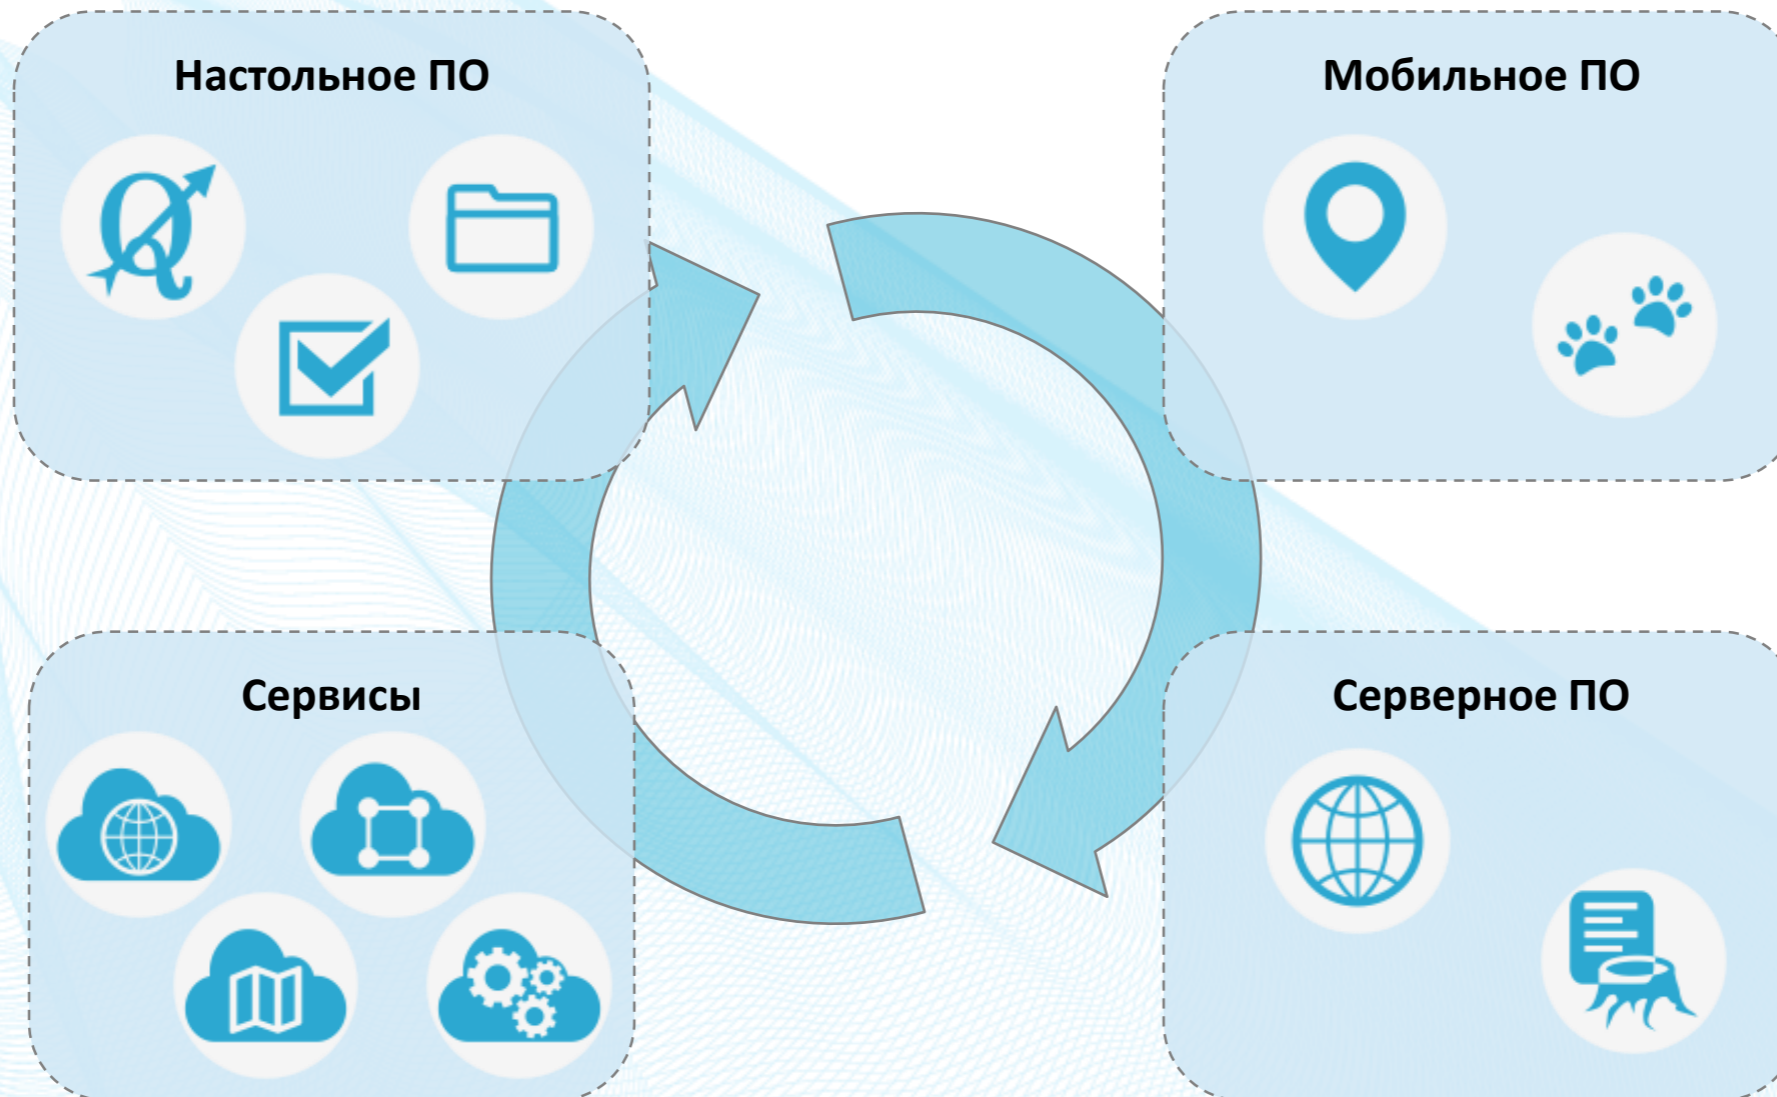 Настольное ПО
Мобильное ПО
Сервисы
Серверное ПО